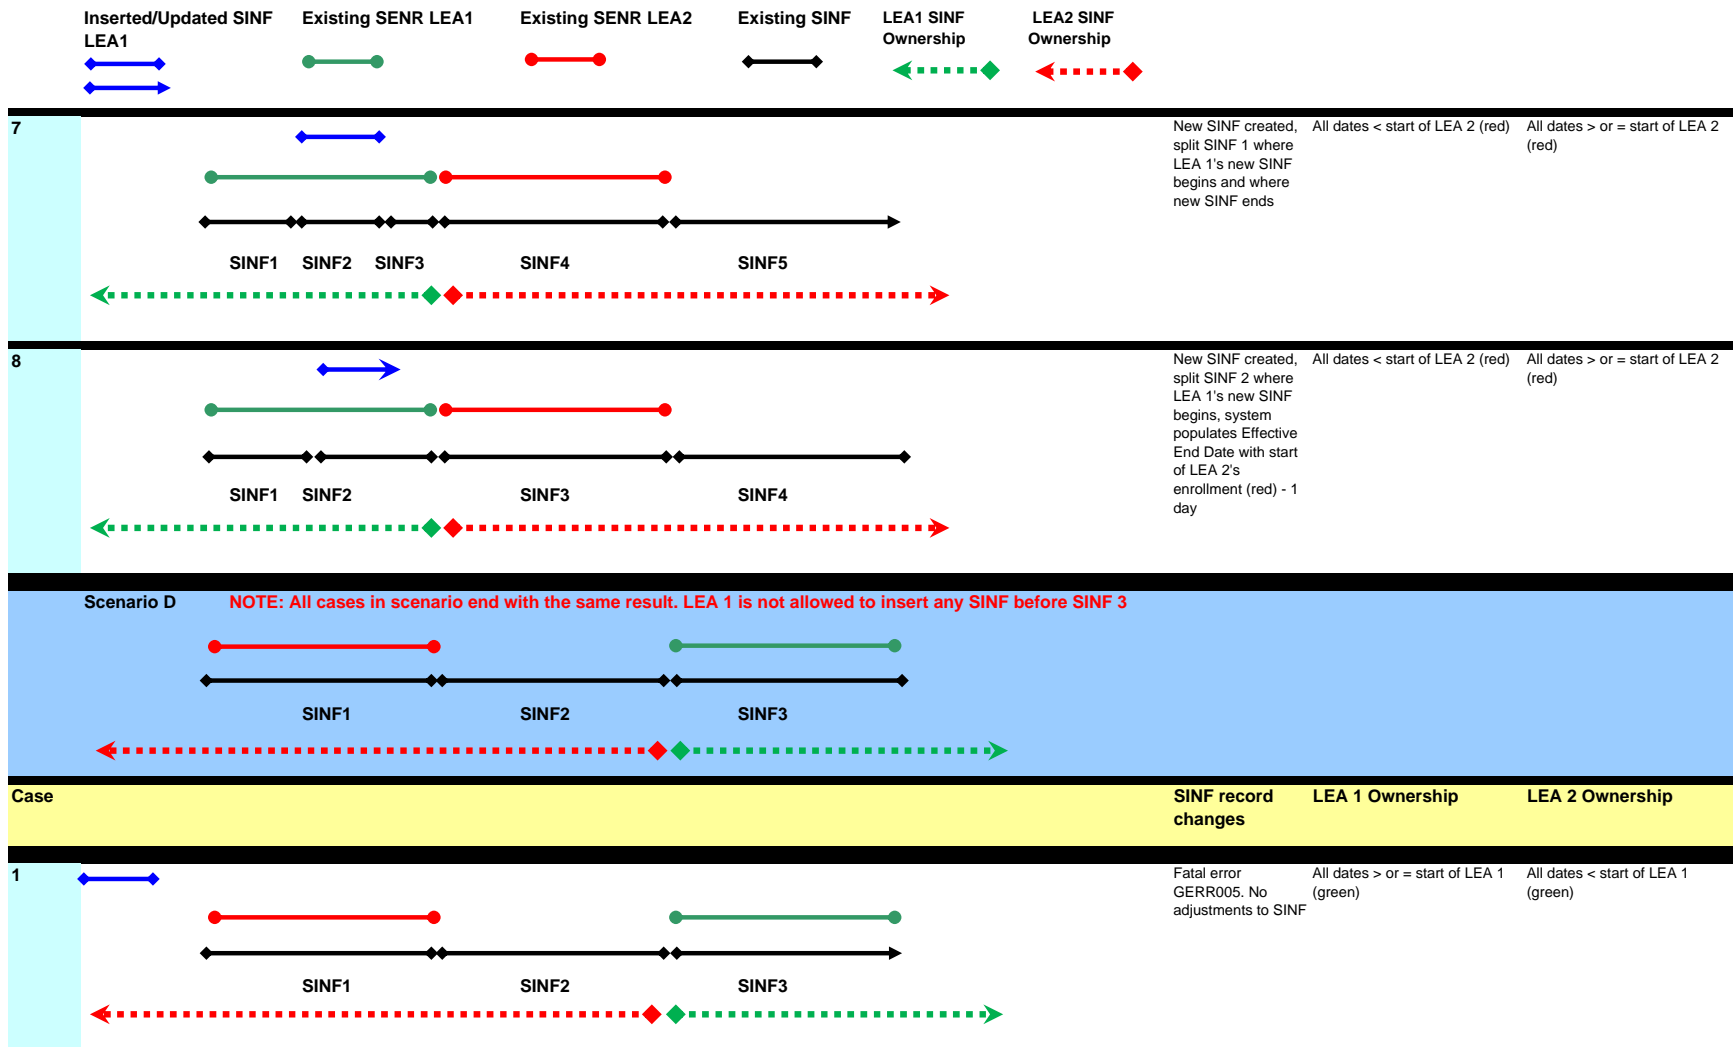 Inserted/Updated SINF LEA1
Existing SENR LEA1
Existing SENR LEA2
Existing SINF
LEA1 SINF Ownership
LEA2 SINF Ownership
7
New SINF created,
split SINF 1 where
LEA 1's new SINF
begins and where
new SINF ends
All dates < start of LEA 2 (red)
All dates > or = start of LEA 2
(red)
SINF1 SINF2 SINF3 SINF4 SINF5
8
New SINF created,
split SINF 2 where
LEA 1's new SINF
begins, system
populates Effective
End Date with start
of LEA 2's
enrollment (red) - 1
day
All dates < start of LEA 2 (red)
All dates > or = start of LEA 2
(red)
SINF1 SINF2 SINF3 SINF4
Scenario D NOTE: All cases in scenario end with the same result. LEA 1 is not allowed to insert any SINF before SINF 3
SINF1 SINF2 SINF3
Case
SINF record
changes
LEA 1 Ownership
LEA 2 Ownership
1
Fatal error
GERR005. No
adjustments to SINF
All dates > or = start of LEA 1
(green)
All dates < start of LEA 1
(green)
SINF1 SINF2 SINF3